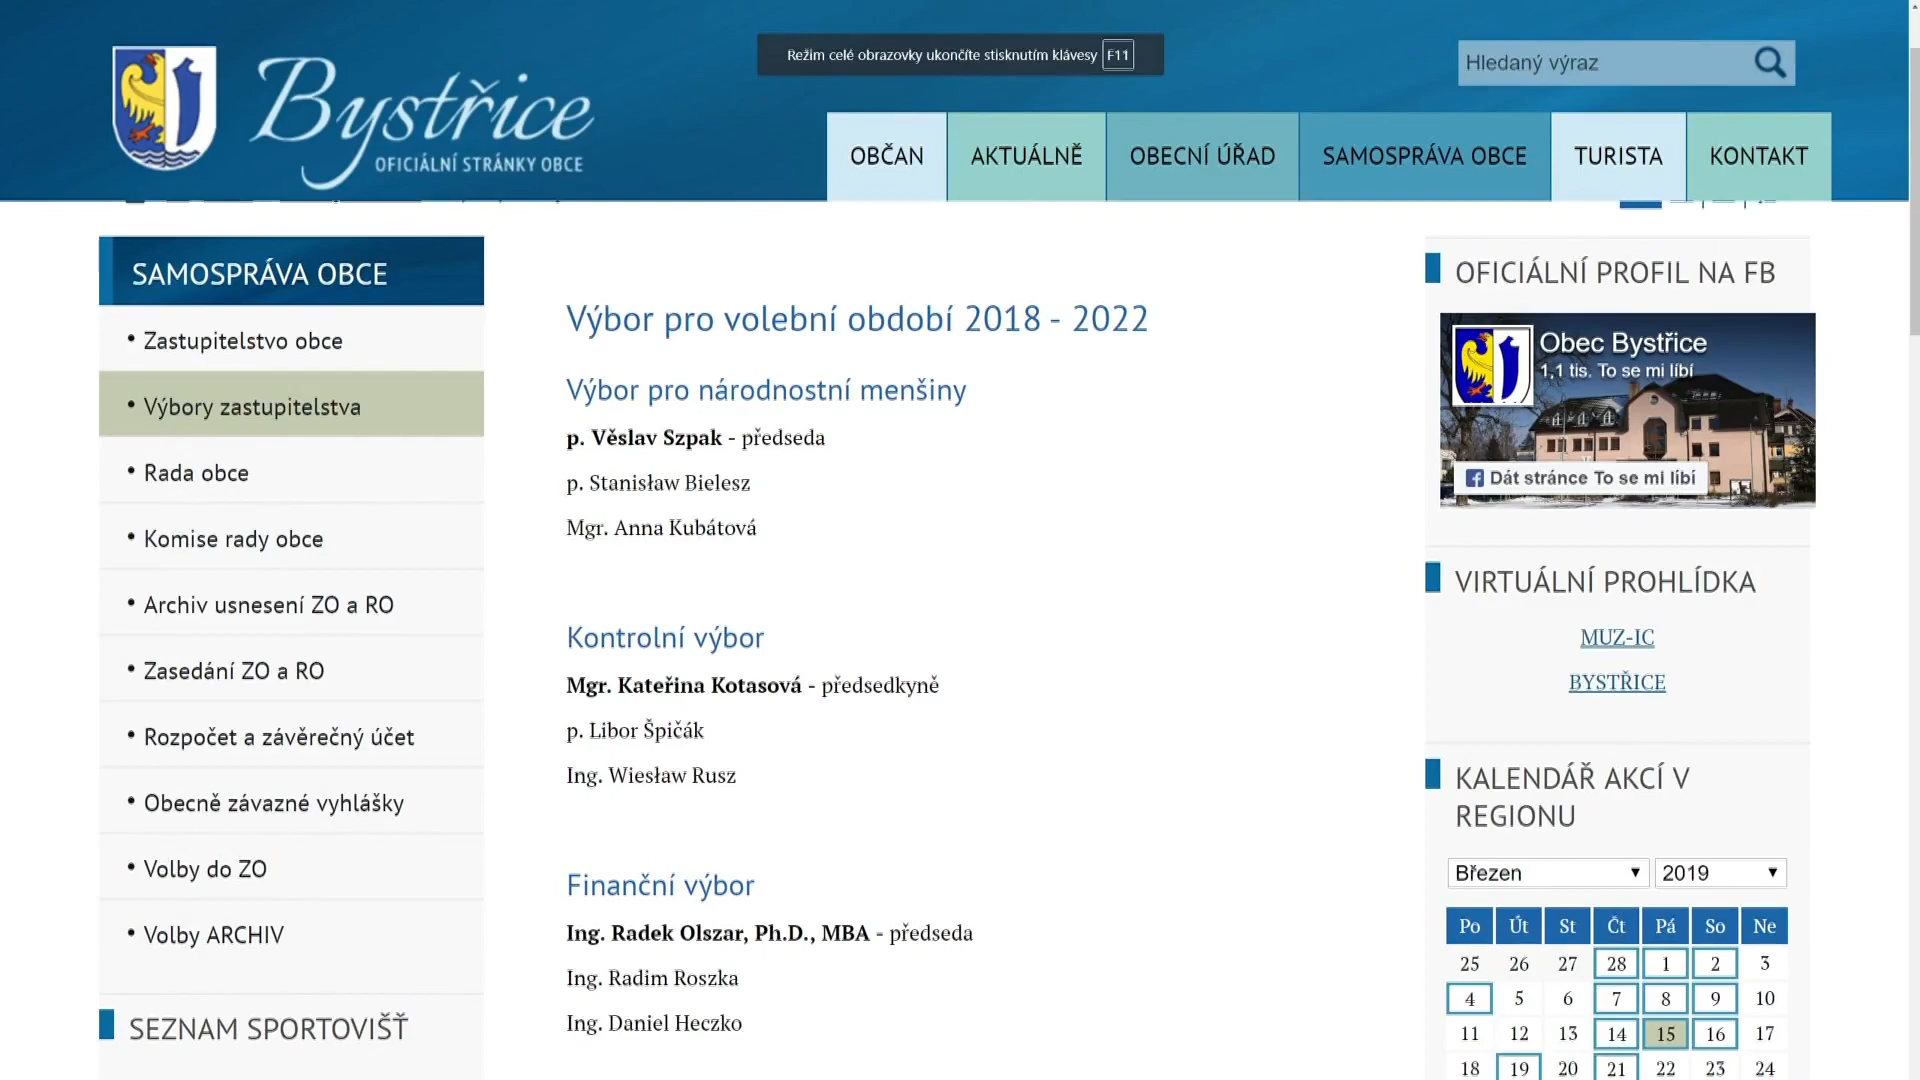 Bystřice
OFICIÁLNÍ STRÁNKY OBCE
Režim celé obrazovky ukončíte stisknutím klávesy F11
Hledaný výraz
OBČAN
AKTUÁLNĚ
OBECNÍ ÚŘAD
SAMOSPRÁVA OBCE
TURISTA
KONTAKT
SAMOSPRÁVA OBCE
• Zastupitelstvo obce
• Výbory zastupitelstva
• Rada obce
• Komise rady obce
• Archiv usnesení ZO a RO
• Zasedání ZO a RO
• Rozpočet a závěrečný účet
• Obecně závazné vyhlášky
• Volby do ZO
• Volby ARCHIV
SEZNAM SPORTOVIŠŤ
Výbor pro volební období 2018 - 2022
Výbor pro národnostní menšiny
p. Věslav Szpak - předseda
p. Stanisław Bielesz
Mgr. Anna Kubátová
Kontrolní výbor
Mgr. Kateřina Kotasová - předsedkyně
p. Libor Špičák
Ing. Wiesław Rusz
Finanční výbor
Ing. Radek Olszar, Ph.D., MBA - předseda
Ing. Radim Roszka
Ing. Daniel Heczko
OFICIÁLNÍ PROFIL NA FB
Obec Bystřice
1,1 tis. To se mi líbí
Dát stránce To se mi líbí
VIRTUÁLNÍ PROHLÍDKA
MUZ-IC
BYSTŘICE
KALENDÁŘ AKCÍ V
REGIONU
Březen 2019
Po Út St Čt Pá So Ne
25 26 27 28 1 2 3
4 5 6 7 8 9 10
11 12 13 14 15 16 17
18 19 20 21 22 23 24